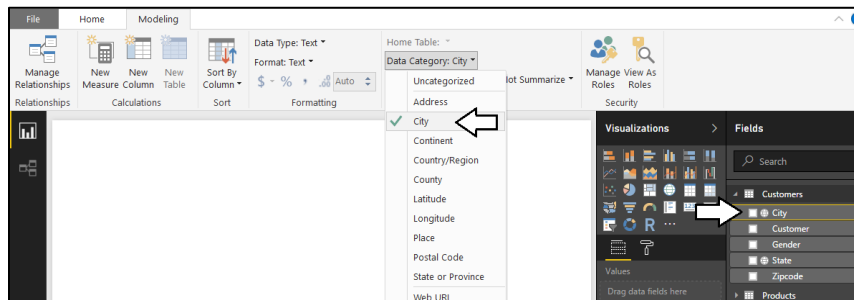 File Home Modeling
Manage Relationships
New Measure
New Column
New Table
Sort By Column
Data Type: Text
Format: Text
$ - % , .00 Auto
Home Table:
Data Category: City
Not Summarize
Manage Roles
View As Roles
Relationships Calculations Sort Formatting Security
Uncategorized
Address
City
Continent
Country/Region
County
Latitude
Longitude
Place
Postal Code
State or Province
Web URL
Visualizations >
R ...
Values
Drag data fields here
Fields
Search
Customers
City
Customer
Gender
State
Zipcode
Products